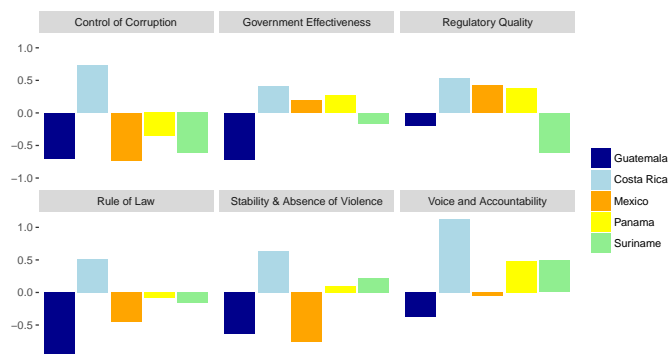 Control of Corruption
Government Effectiveness
Regulatory Quality
1.0
0.5
0.0
−0.5
−1.0
Rule of Law
Stability & Absence of Violence
Voice and Accountability
1.0
0.5
0.0
−0.5
Guatemala
Costa Rica
Mexico
Panama
Suriname